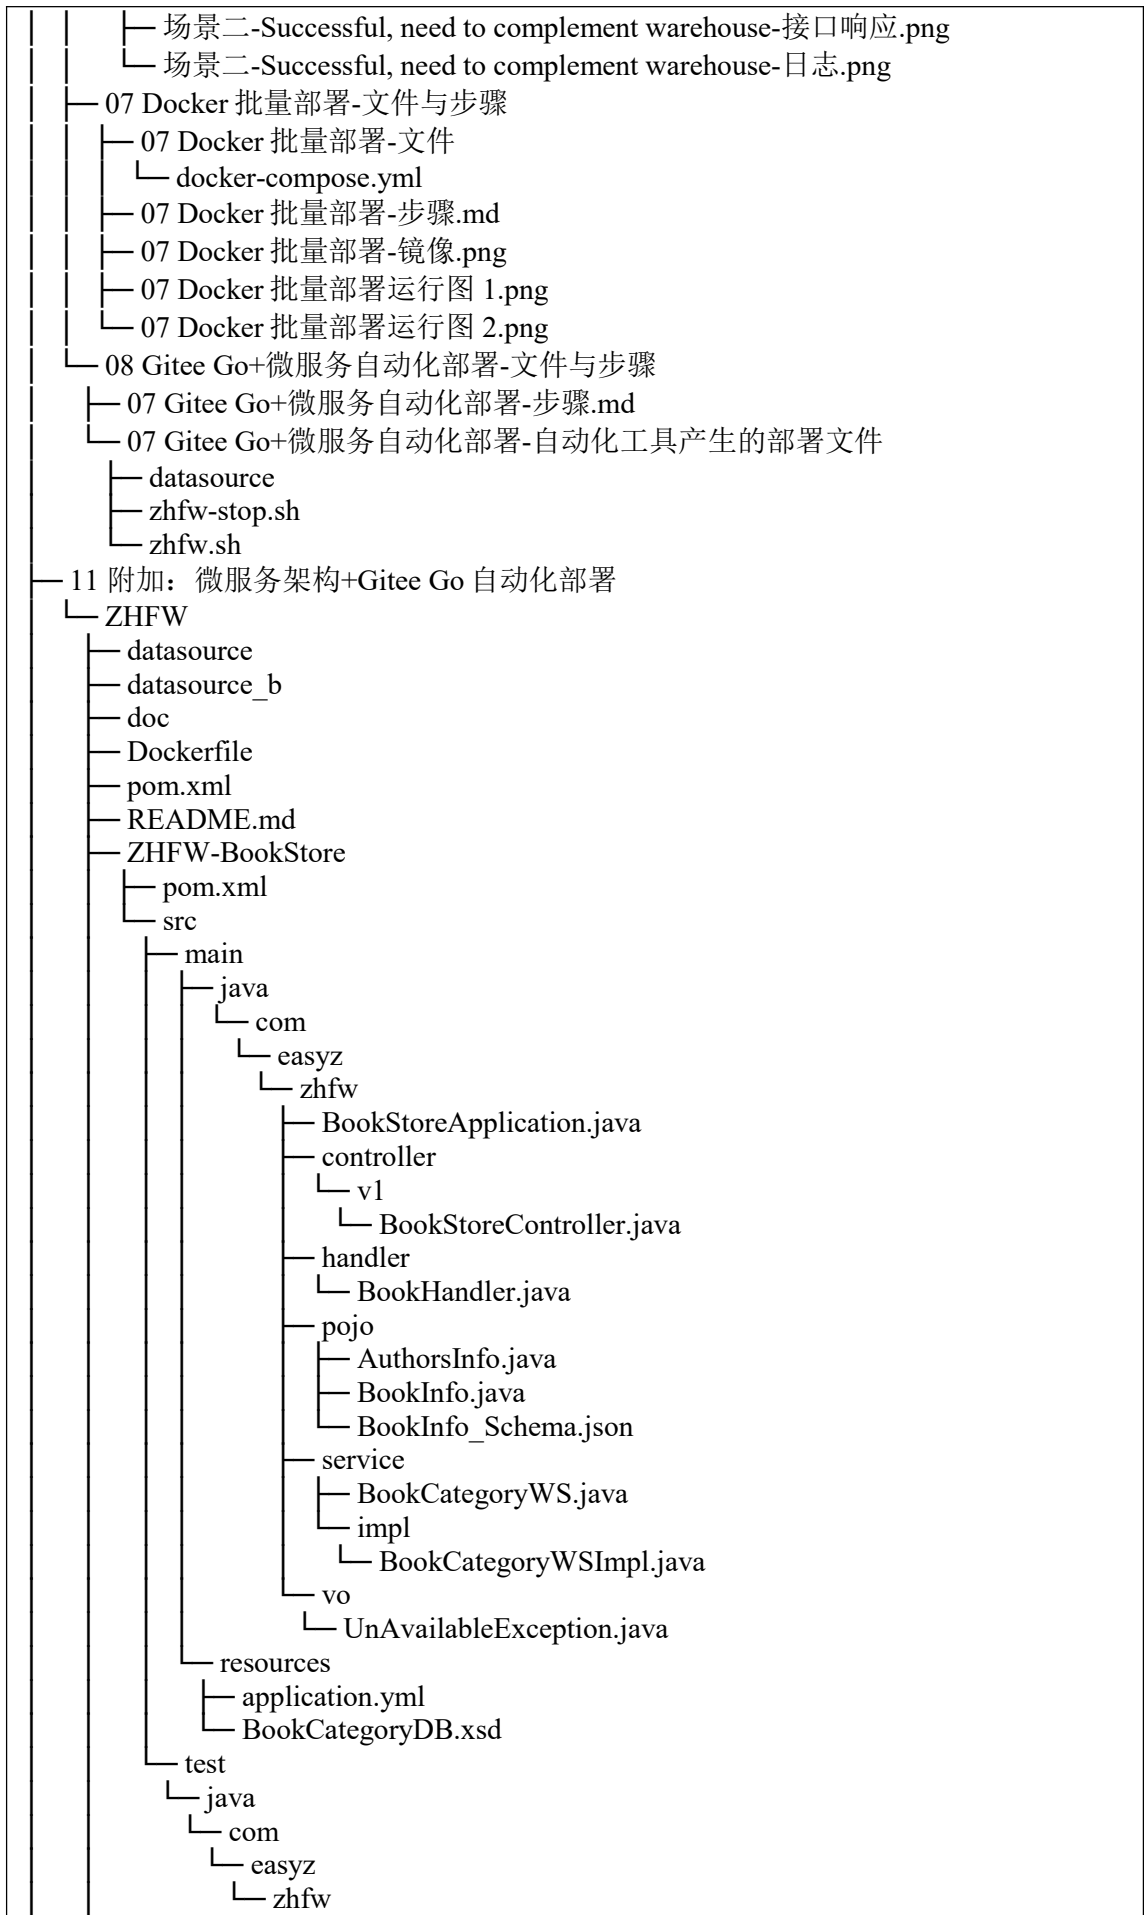 │ │ ├── 场景二-Successful, need to complement warehouse-接口响应.png
│ │ └── 场景二-Successful, need to complement warehouse-日志.png
│ ├── 07 Docker 批量部署-文件与步骤
│ │ ├── 07 Docker 批量部署-文件
│ │ │ └── docker-compose.yml
│ │ ├── 07 Docker 批量部署-步骤.md
│ │ ├── 07 Docker 批量部署-镜像.png
│ │ ├── 07 Docker 批量部署运行图 1.png
│ │ └── 07 Docker 批量部署运行图 2.png
│ └── 08 Gitee Go+微服务自动化部署-文件与步骤
│ ├── 07 Gitee Go+微服务自动化部署-步骤.md
│ └── 07 Gitee Go+微服务自动化部署-自动化工具产生的部署文件
│ ├── datasource
│ ├── zhfw-stop.sh
│ └── zhfw.sh
├── 11 附加：微服务架构+Gitee Go 自动化部署
│ └── ZHFW
│ ├── datasource
│ ├── datasource_b
│ ├── doc
│ ├── Dockerfile
│ ├── pom.xml
│ ├── README.md
│ ├── ZHFW-BookStore
│ │ ├── pom.xml
│ │ └── src
│ │ ├── main
│ │ │ ├── java
│ │ │ │ └── com
│ │ │ │ └── easyz
│ │ │ │ └── zhfw
│ │ │ │ ├── BookStoreApplication.java
│ │ │ │ ├── controller
│ │ │ │ │ └── v1
│ │ │ │ │ └── BookStoreController.java
│ │ │ │ ├── handler
│ │ │ │ │ └── BookHandler.java
│ │ │ │ ├── pojo
│ │ │ │ │ ├── AuthorsInfo.java
│ │ │ │ │ ├── BookInfo.java
│ │ │ │ │ └── BookInfo_Schema.json
│ │ │ │ ├── service
│ │ │ │ │ ├── BookCategoryWS.java
│ │ │ │ │ └── impl
│ │ │ │ │ └── BookCategoryWSImpl.java
│ │ │ │ └── vo
│ │ │ │ └── UnAvailableException.java
│ │ │ └── resources
│ │ │ ├── application.yml
│ │ │ └── BookCategoryDB.xsd
│ │ └── test
│ │ └── java
│ │ └── com
│ │ └── easyz
│ │ └── zhfw